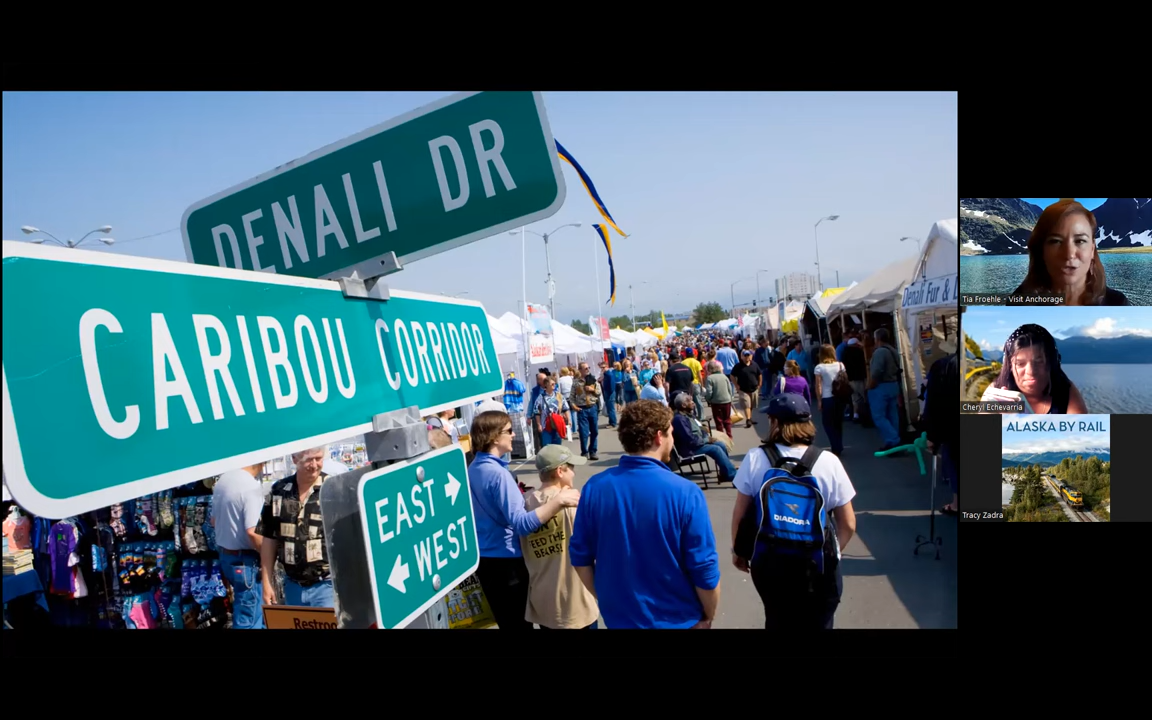 DENALI DR
CARIBOU CORRIDOR
EAST
WEST
DIADORA
FEED THE
BEARS!
Denali Fur &
Tia Froehle - Visit Anchorage
Cheryl Echevarria
ALASKA BY RAIL
Tracy Zadra